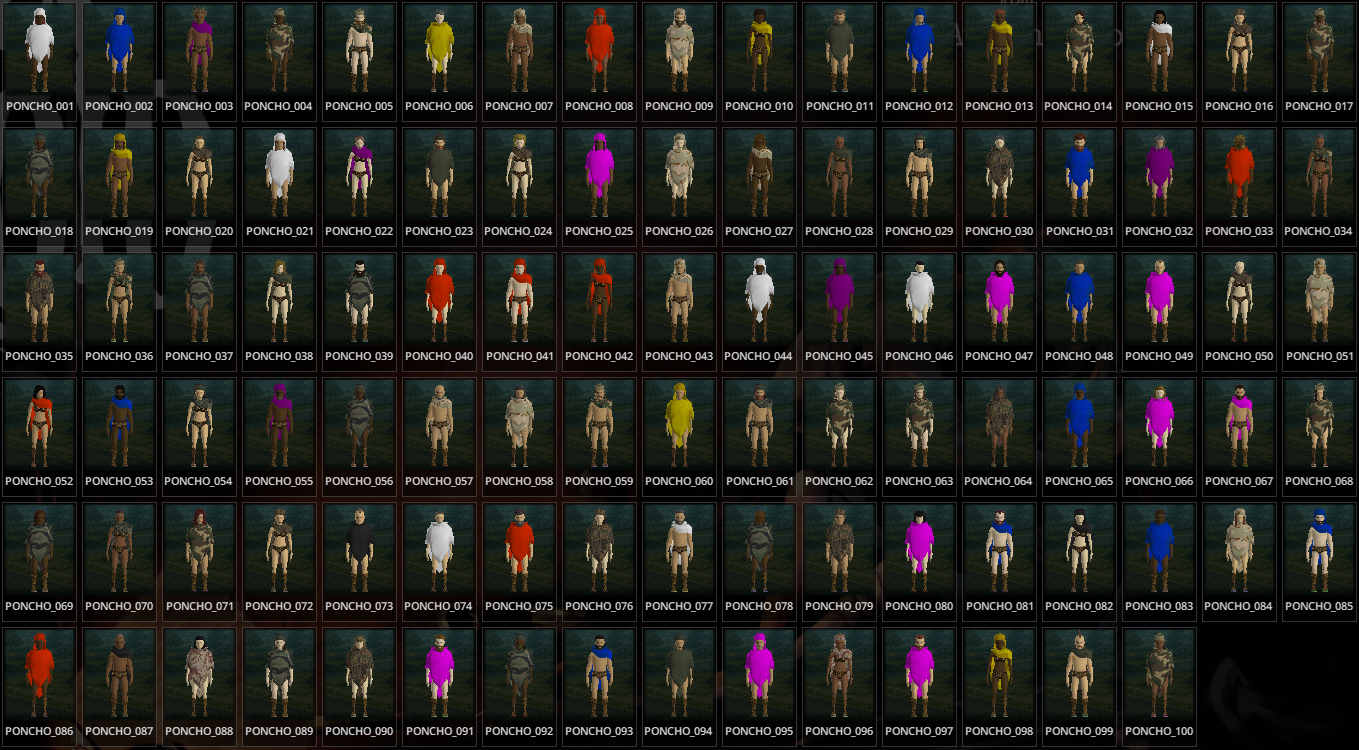 PONCHO_001 PONCHO_002 PONCHO_003 PONCHO_004 PONCHO_005 PONCHO_006 PONCHO_007 PONCHO_008 PONCHO_009 PONCHO_010 PONCHO_011 PONCHO_012 PONCHO_013 PONCHO_014 PONCHO_015 PONCHO_016 PONCHO_017
PONCHO_018 PONCHO_019 PONCHO_020 PONCHO_021 PONCHO_022 PONCHO_023 PONCHO_024 PONCHO_025 PONCHO_026 PONCHO_027 PONCHO_028 PONCHO_029 PONCHO_030 PONCHO_031 PONCHO_032 PONCHO_033 PONCHO_034
PONCHO_035 PONCHO_036 PONCHO_037 PONCHO_038 PONCHO_039 PONCHO_040 PONCHO_041 PONCHO_042 PONCHO_043 PONCHO_044 PONCHO_045 PONCHO_046 PONCHO_047 PONCHO_048 PONCHO_049 PONCHO_050 PONCHO_051
PONCHO_052 PONCHO_053 PONCHO_054 PONCHO_055 PONCHO_056 PONCHO_057 PONCHO_058 PONCHO_059 PONCHO_060 PONCHO_061 PONCHO_062 PONCHO_063 PONCHO_064 PONCHO_065 PONCHO_066 PONCHO_067 PONCHO_068
PONCHO_069 PONCHO_070 PONCHO_071 PONCHO_072 PONCHO_073 PONCHO_074 PONCHO_075 PONCHO_076 PONCHO_077 PONCHO_078 PONCHO_079 PONCHO_080 PONCHO_081 PONCHO_082 PONCHO_083 PONCHO_084 PONCHO_085
PONCHO_086 PONCHO_087 PONCHO_088 PONCHO_089 PONCHO_090 PONCHO_091 PONCHO_092 PONCHO_093 PONCHO_094 PONCHO_095 PONCHO_096 PONCHO_097 PONCHO_098 PONCHO_099 PONCHO_100